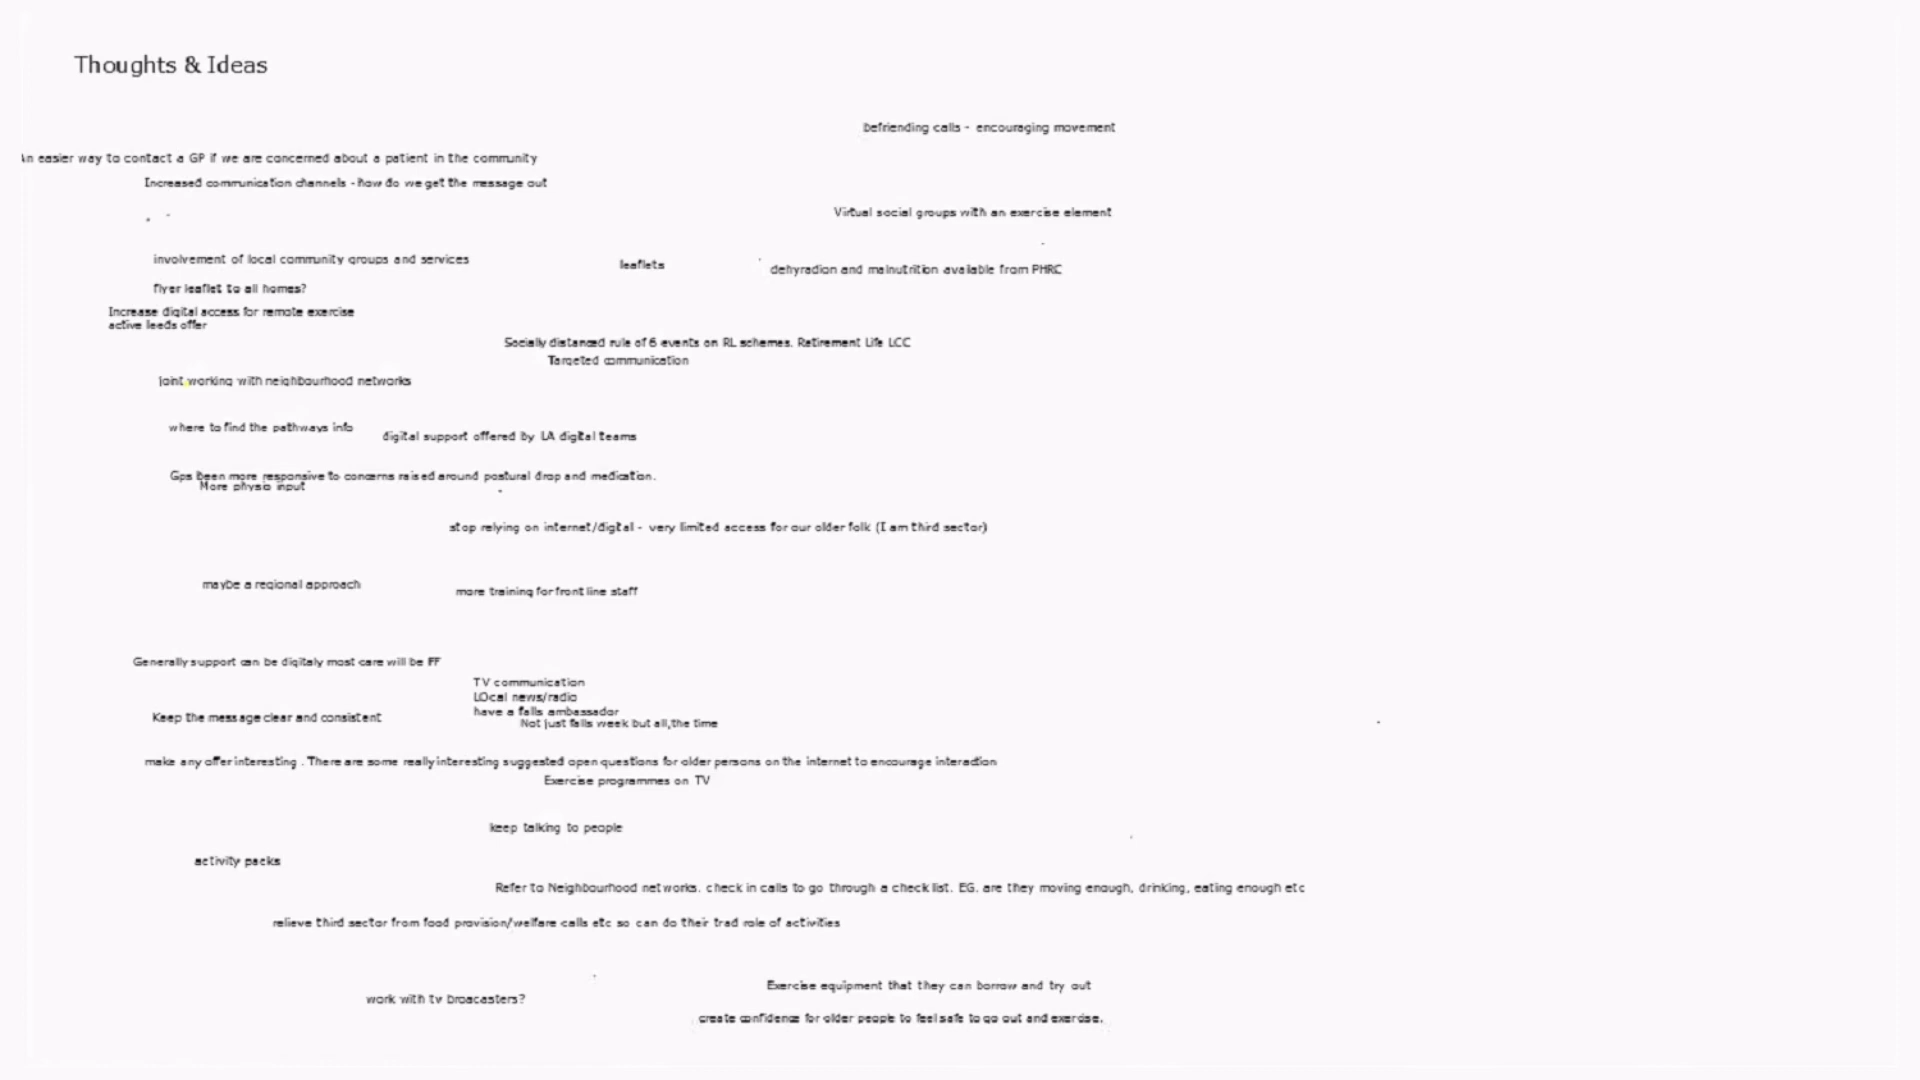 Thoughts & Ideas
befriending calls - encouraging movement
An easier way to contact a GP if we are concerned about a patient in the community
Increased communication channels - how do we get the message out
Virtual social groups with an exercise element
involvement of local community groups and services
leaflets
dehyradion and malnutrition available from PHRC
flyer leaflet to all homes?
Increase digital access for remote exercise
active leeds offer
Socially distanced rule of 6 events on RL schemes. Retirement Life LCC
Targeted communication
joint working with neighbourhood networks
where to find the pathways info
digital support offered by LA digital teams
Gps been more responsive to concerns raised around postural drop and medication.
More physio input
stop relying on internet/digtal - very limited access for our older folk (I am third sector)
maybe a regional approach
more training for front line staff
Generally support can be digitaly most care will be FF
TV communication
LOcal news/radio
have a falls ambassador
Keep the message clear and consistent
Not just falls week but all,the time
make any offer interesting . There are some really interesting suggested open questions for older persons on the internet to encourage interaction
Exercise programmes on TV
keep talking to people
activity packs
Refer to Neighbourhood networks. check in calls to go through a check list. EG. are they moving enough, drinking, eating enough etc
relieve third sector from food provision/welfare calls etc so can do their trad role of activities
Exercise equipment that they can borrow and try out
work with tv broacasters?
create confidence for older people to feel safe to go out and exercise.